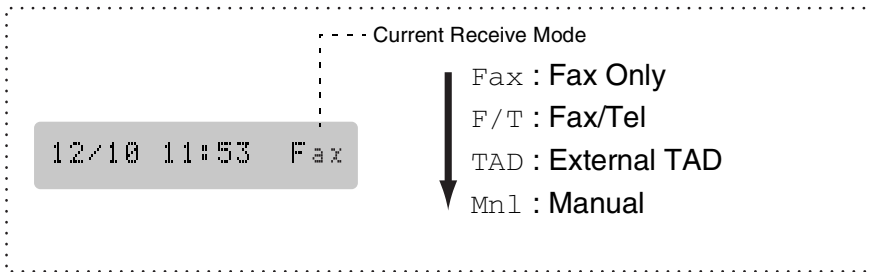 Current Receive Mode
12/10 11:53 Fax
Fax : Fax Only
F/T : Fax/Tel
TAD : External TAD
Mnl : Manual